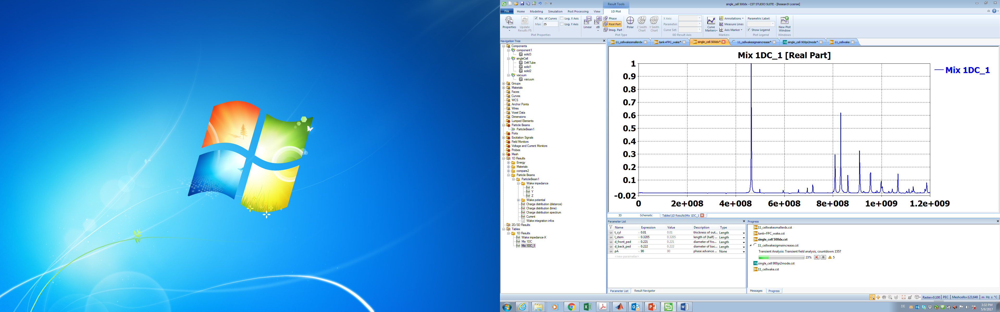 Result Tools
single_cell 500dx - CST STUDIO SUITE - [Research License]
File Home Modeling Simulation Post Processing View 1D Plot
Properties
Update Results F5
No. of Curves
Max: 25
Log. X Axis
Log. Y Axis
Plot Properties
Linear
dB
Phase
Real Part
Imag. Part
Polar
Z Smith Chart
Y Smith Chart
Plot Type
X Axis:
Parameter:
Curve Set:
0D Result Axis
Curve Markers
Annotations
Measure Lines
Axis Marker
Markers
Parametric Label:
Show Legend
Plot Legend
New Plot Window
Windows
Navigation Tree
Components
component1
solid3
singleCell
DriftTube
solid1
solid2
vacuum
vacuum
Groups
Materials
Faces
Curves
WCS
Anchor Points
Wires
Voxel Data
Dimensions
Lumped Elements
Particle Beams
ParticleBeam1
Ports
Excitation Signals
Field Monitors
Voltage and Current Monitors
Probes
Mesh
1D Results
Energy
Materials
compare2
Particle Beams
ParticleBeam1
Wake impedance
X
Y
Z
Wake potential
Charge distribution (distance)
Charge distribution (time)
Charge distribution spectrum
Current
Wake integration infos
2D/3D Results
Tables
1D Results
Wake impedance-X
Mix 1DC
Mix 1DC_1
11_cellwakesmallerdx tank+FPC_wake* single_cell 500dx* 11_cellwakesigmaincrease* single_cell 900pi2mode* 11_cellwake
Mix 1DC_1 [Real Part]
Mix 1DC_1
1
0.9
0.8
0.7
0.6
0.5
0.4
0.3
0.2
0.1
-0.02
0 2e+008 4e+008 6e+008 8e+008 1e+009 1.2e+009
3D Schematic Tables\1D Results\Mix 1DC_1
Parameter List
Name Expression Value Description Type
t_cyl = 0.01 0.01 thickness of out... Length
l_stem = 0.3205 0.3205 length of (half) ... Length
d_front_ped = 0.221 0.221 diameter of fro... Length
d_back_ped = 0.222 0.222 diameter of bac... Length
pA = 90 90 phase advance ... None
<new parameter>
Parameter List Result Navigator
Progress
11_cellwakesmallerdx.cst
tank+FPC_wake.cst
single_cell 500dx.cst
11_cellwakesigmaincrease.cst
Transient Analysis: Transient field analysis, countdown: 1557
23% 5
single_cell 900pi2mode.cst
11_cellwake.cst
Messages Progress
Raster=0.100 PEC Meshcells=123,648 m Hz s °C
DE
3:32 PM
5/9/2017